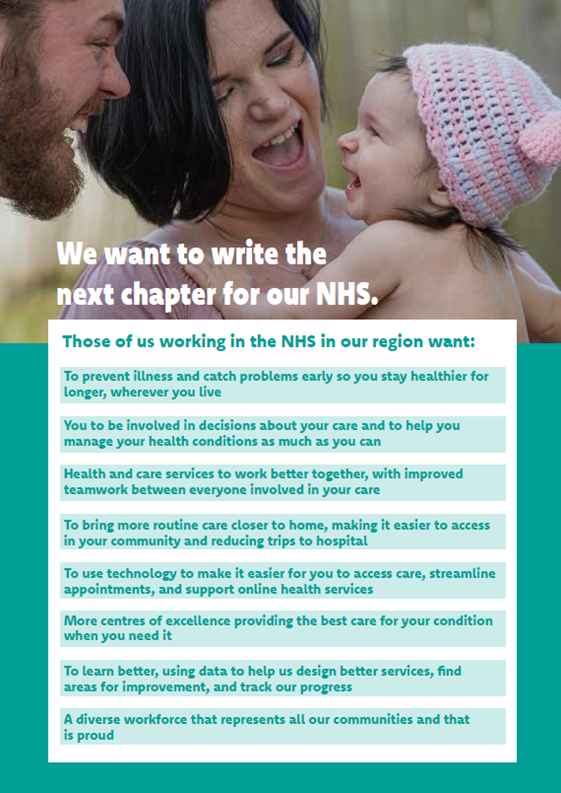 We want to write the
next chapter for our NHS.
Those of us working in the NHS in our region want:
To prevent illness and catch problems early so you stay healthier for
longer, wherever you live
You to be involved in decisions about your care and to help you
manage your health conditions as much as you can
Health and care services to work better together, with improved
teamwork between everyone involved in your care
To bring more routine care closer to home, making it easier to access
in your community and reducing trips to hospital
To use technology to make it easier for you to access care, streamline
appointments, and support online health services
More centres of excellence providing the best care for your condition
when you need it
To learn better, using data to help us design better services, find
areas for improvement, and track our progress
A diverse workforce that represents all our communities and that
is proud